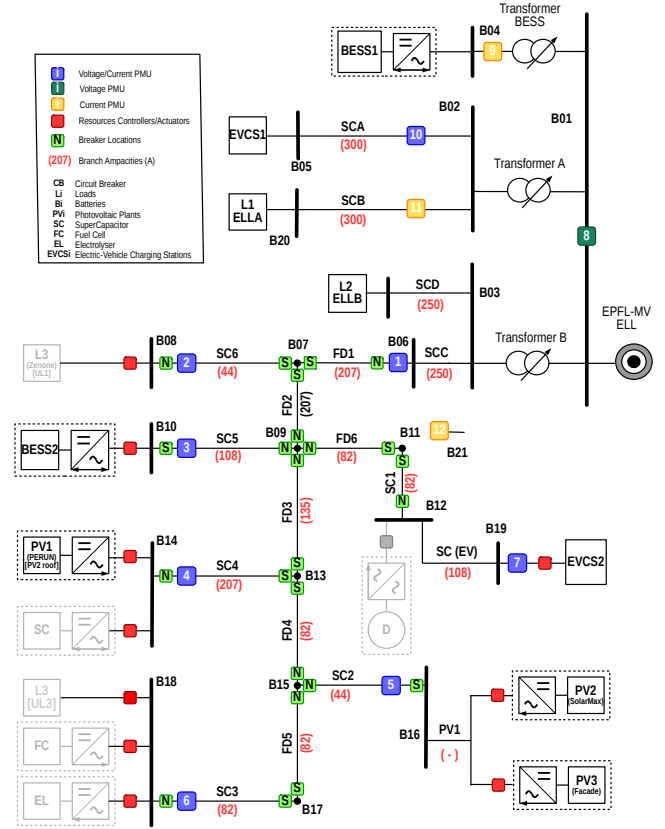 Transformer
BESS
B04
BESS1
9
i Voltage/Current PMU
i Voltage PMU
i Current PMU
Resources Controllers/Actuators
N Breaker Locations
(207) Branch Ampacities (A)
CB Circuit Breaker
Li Loads
Bi Batteries
PVi Photovoltaic Plants
SC SuperCapacitor
FC Fuel Cell
EL Electrolyser
EVCSi Electric-Vehicle Charging Stations
B02
B01
EVCS1
SCA
(300)
10
B05
Transformer A
L1
ELLA
SCB
(300)
11
B20
8
L2
ELLB
SCD
(250)
B03
EPFL-MV
ELL
Transformer B
L3
(Zenone)
[UL1]
B08
N
2
SC6
(44)
S
B07
S
S
FD1
(207)
N
B06
1
SCC
(250)
FD2
(207)
BESS2
B10
S
3
SC5
(108)
B09
N
N
N
N
FD6
(82)
S
B11
S
12
B21
SC1
(82)
N
B12
FD3
(135)
PV1
(PERUN)
[PV2 roof]
B14
N
4
SC4
(207)
S
S
S
B13
B19
SC (EV)
(108)
7
EVCS2
SC
D
FD4
(82)
L3
[UL3]
B18
B15
N
N
N
SC2
(44)
5
S
B16
PV1
( - )
PV2
(SolarMax)
PV3
(Facade)
FC
FD5
(82)
EL
N
6
SC3
(82)
S
S
B17